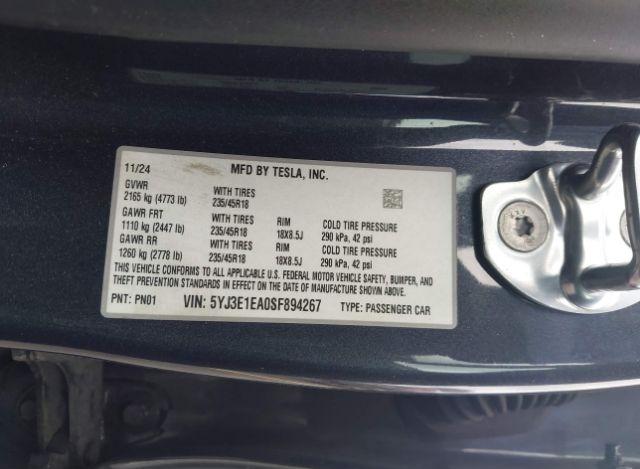 11/24 MFD BY TESLA, INC.
GVWR WITH TIRES
2165 kg (4773 lb) 235/45R18
GAWR FRT WITH TIRES RIM COLD TIRE PRESSURE
1110 kg (2447 lb) 235/45R18 18X8.5J 290 kPa, 42 psi
GAWR RR WITH TIRES RIM COLD TIRE PRESSURE
1260 kg (2778 lb) 235/45R18 18X8.5J 290 kPa, 42 psi
THIS VEHICLE CONFORMS TO ALL APPLICABLE U.S. FEDERAL MOTOR VEHICLE SAFETY, BUMPER, AND
THEFT PREVENTION STANDARDS IN EFFECT ON THE DATE OF MANUFACTURE SHOWN ABOVE.
PNT: PN01 VIN: 5YJ3E1EA0SF894267 TYPE: PASSENGER CAR